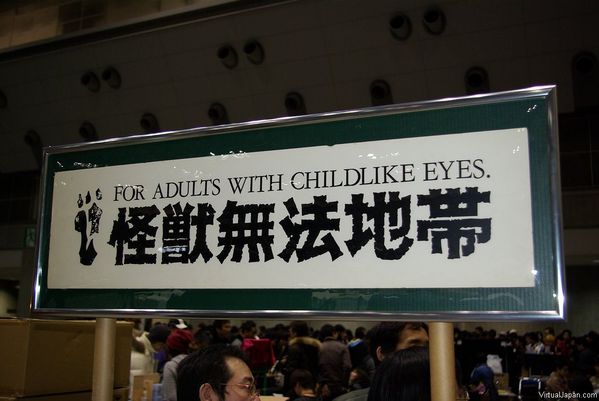 FOR ADULTS WITH CHILDLIKE EYES.
怪獣無法地帯
VirtualJapan.com